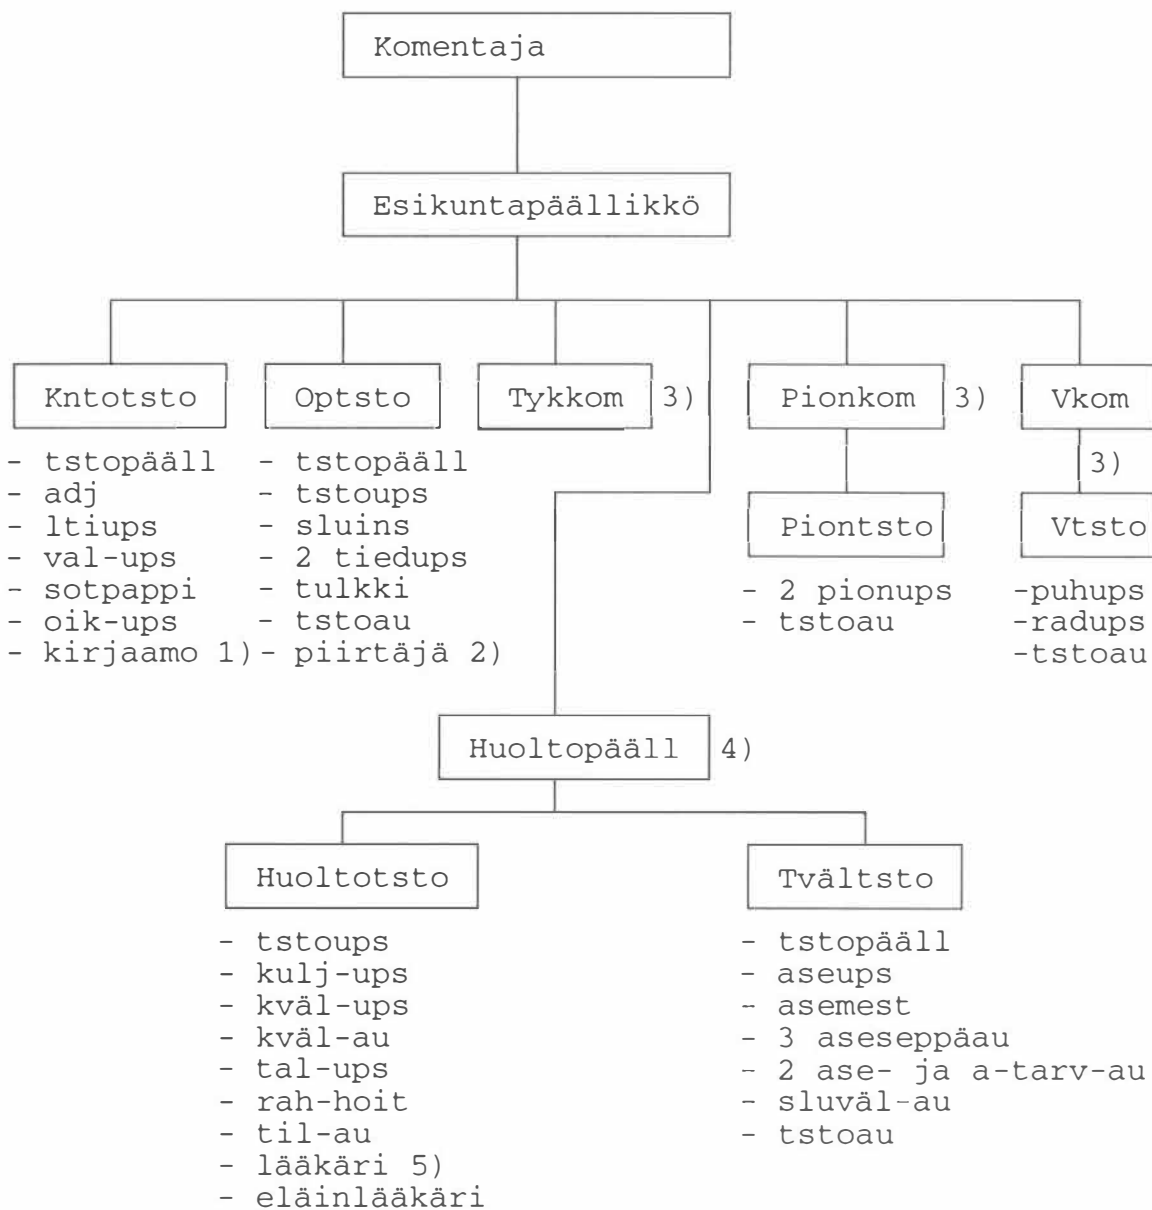 Komentaja
Esikuntapäällikkö
Kntotsto
- tstopääll
- adj
- ltiups
- val-ups
- sotpappi
- oik-ups
- kirjaamo 1)
Optsto
- tstopääll
- tstoups
- sluins
- 2 tiedups
- tulkki
- tstoau
- piirtäjä 2)
Tykkom 3)
Pionkom 3)
Piontsto
- 2 pionups
- tstoau
Vkom
3)
Vtsto
-puhups
-radups
-tstoau
Huoltopääll 4)
Huoltotsto
- tstoups
- kulj-ups
- kväl-ups
- kväl-au
- tal-ups
- rah-hoit
- til-au
- lääkäri 5)
- eläinlääkäri
Tvältsto
- tstopääll
- aseups
- asemest
- 3 aseseppäau
- 2 ase- ja a-tarv-au
- sluväl-au
- tstoau